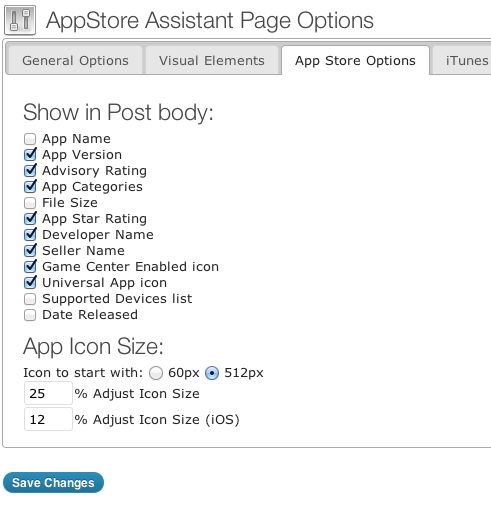 AppStore Assistant Page Options
General Options Visual Elements App Store Options iTunes
Show in Post body:
App Name
App Version
Advisory Rating
App Categories
File Size
App Star Rating
Developer Name
Seller Name
Game Center Enabled icon
Universal App icon
Supported Devices list
Date Released
App Icon Size:
Icon to start with: 60px 512px
25 % Adjust Icon Size
12 % Adjust Icon Size (iOS)
Save Changes